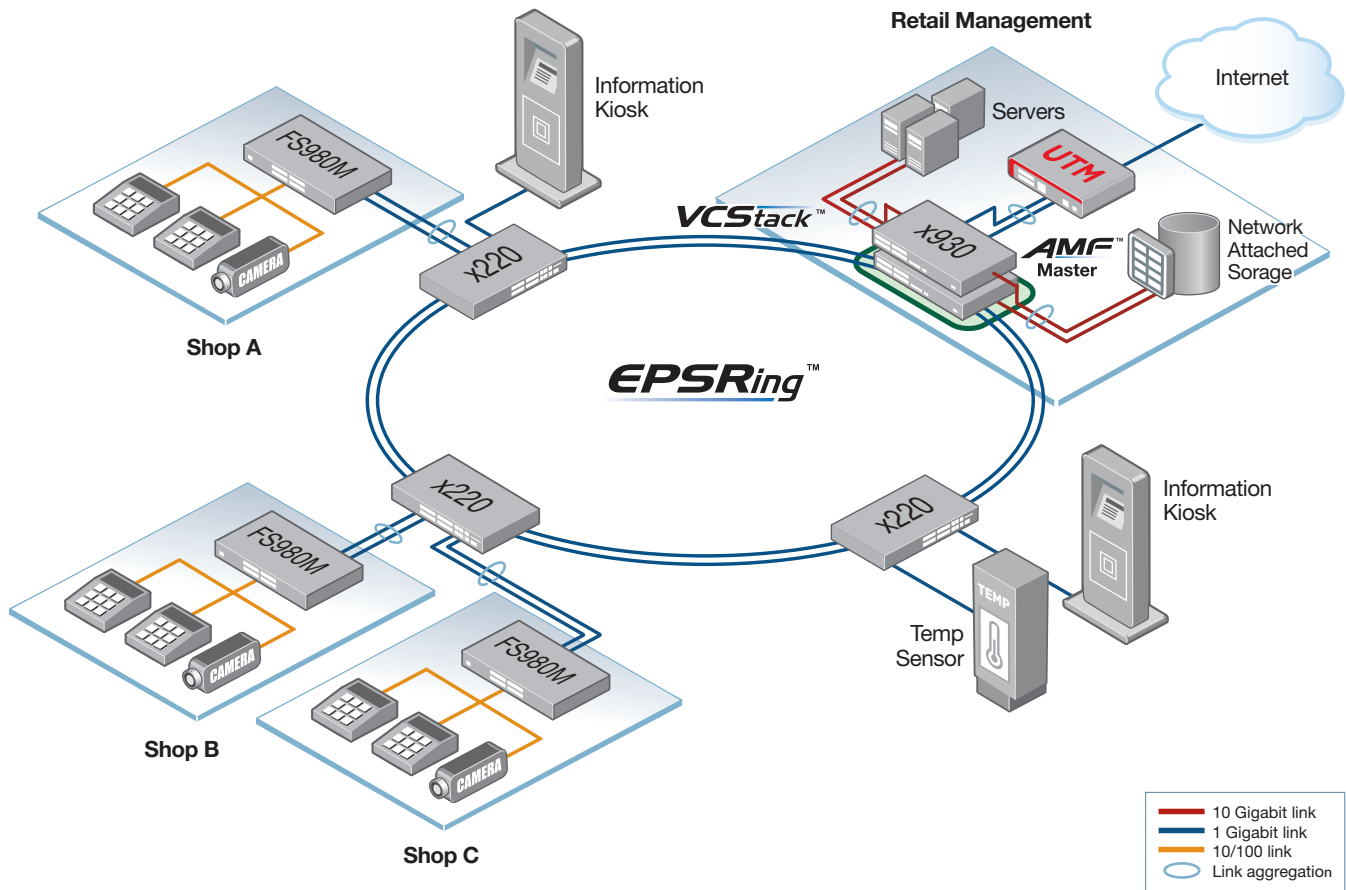 Retail Management
Internet
Information
Kiosk
Servers
FS980M
UTM
VCStack™
x930
AMF™
Master
Network
Attached
Sorage
CAMERA
x220
Shop A
EPSRing™
x220
x220
Information
Kiosk
FS980M
TEMP
Temp
Sensor
CAMERA
FS980M
Shop B
CAMERA
Shop C
10 Gigabit link
1 Gigabit link
10/100 link
Link aggregation